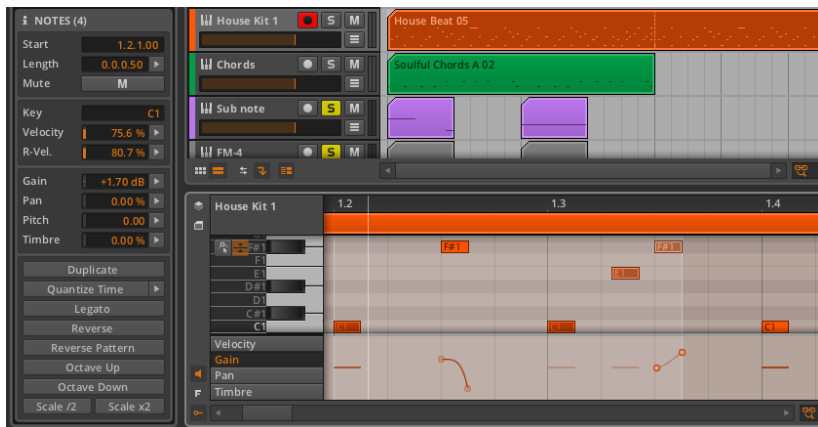 i NOTES (4)
Start 1.2.1.00
Length 0.0.0.50
Mute M
Key C1
Velocity 75.6 %
R-Vel. 80.7 %
Gain +1.70 dB
Pan 0.00 %
Pitch 0.00
Timbre 0.00 %
Duplicate
Quantize Time
Legato
Reverse
Reverse Pattern
Octave Up
Octave Down
Scale /2 Scale x2
House Kit 1 S M
House Beat 05
Chords S M
Soulful Chords A 02
Sub note S M
FM-4 S M
House Kit 1 1.2 1.3 1.4
F#1 F#1 F#1
F1
E1 E1
D#1
D1
C#1
C1 C1 C1 C1
Velocity
Gain
Pan
F Timbre